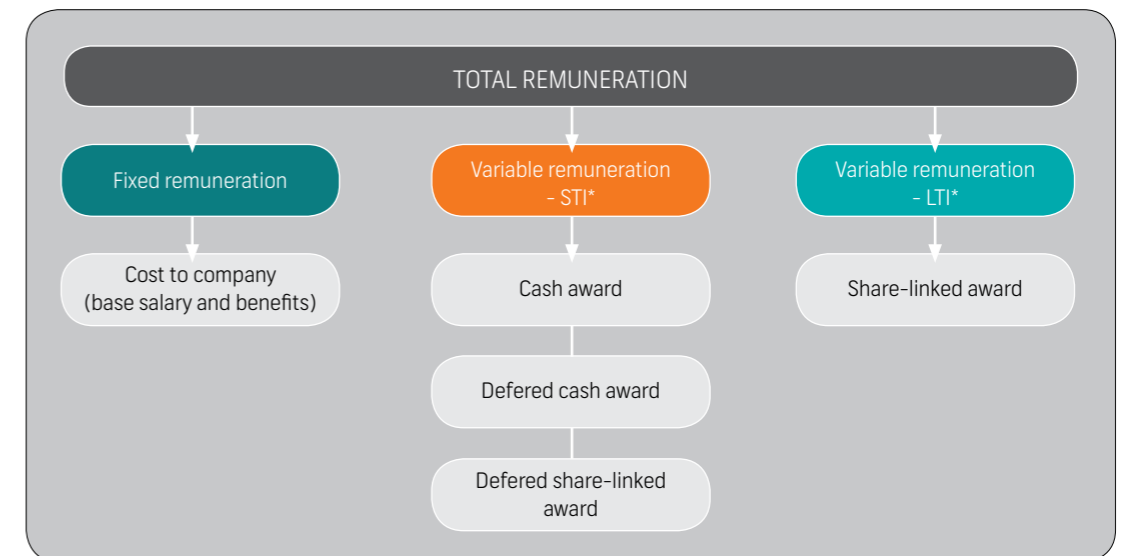 TOTAL REMUNERATION
Fixed remuneration
Variable remuneration
- STI*
Variable remuneration
- LTI*
Cost to company
(base salary and benefits)
Cash award
Share-linked award
Defered cash award
Defered share-linked
award